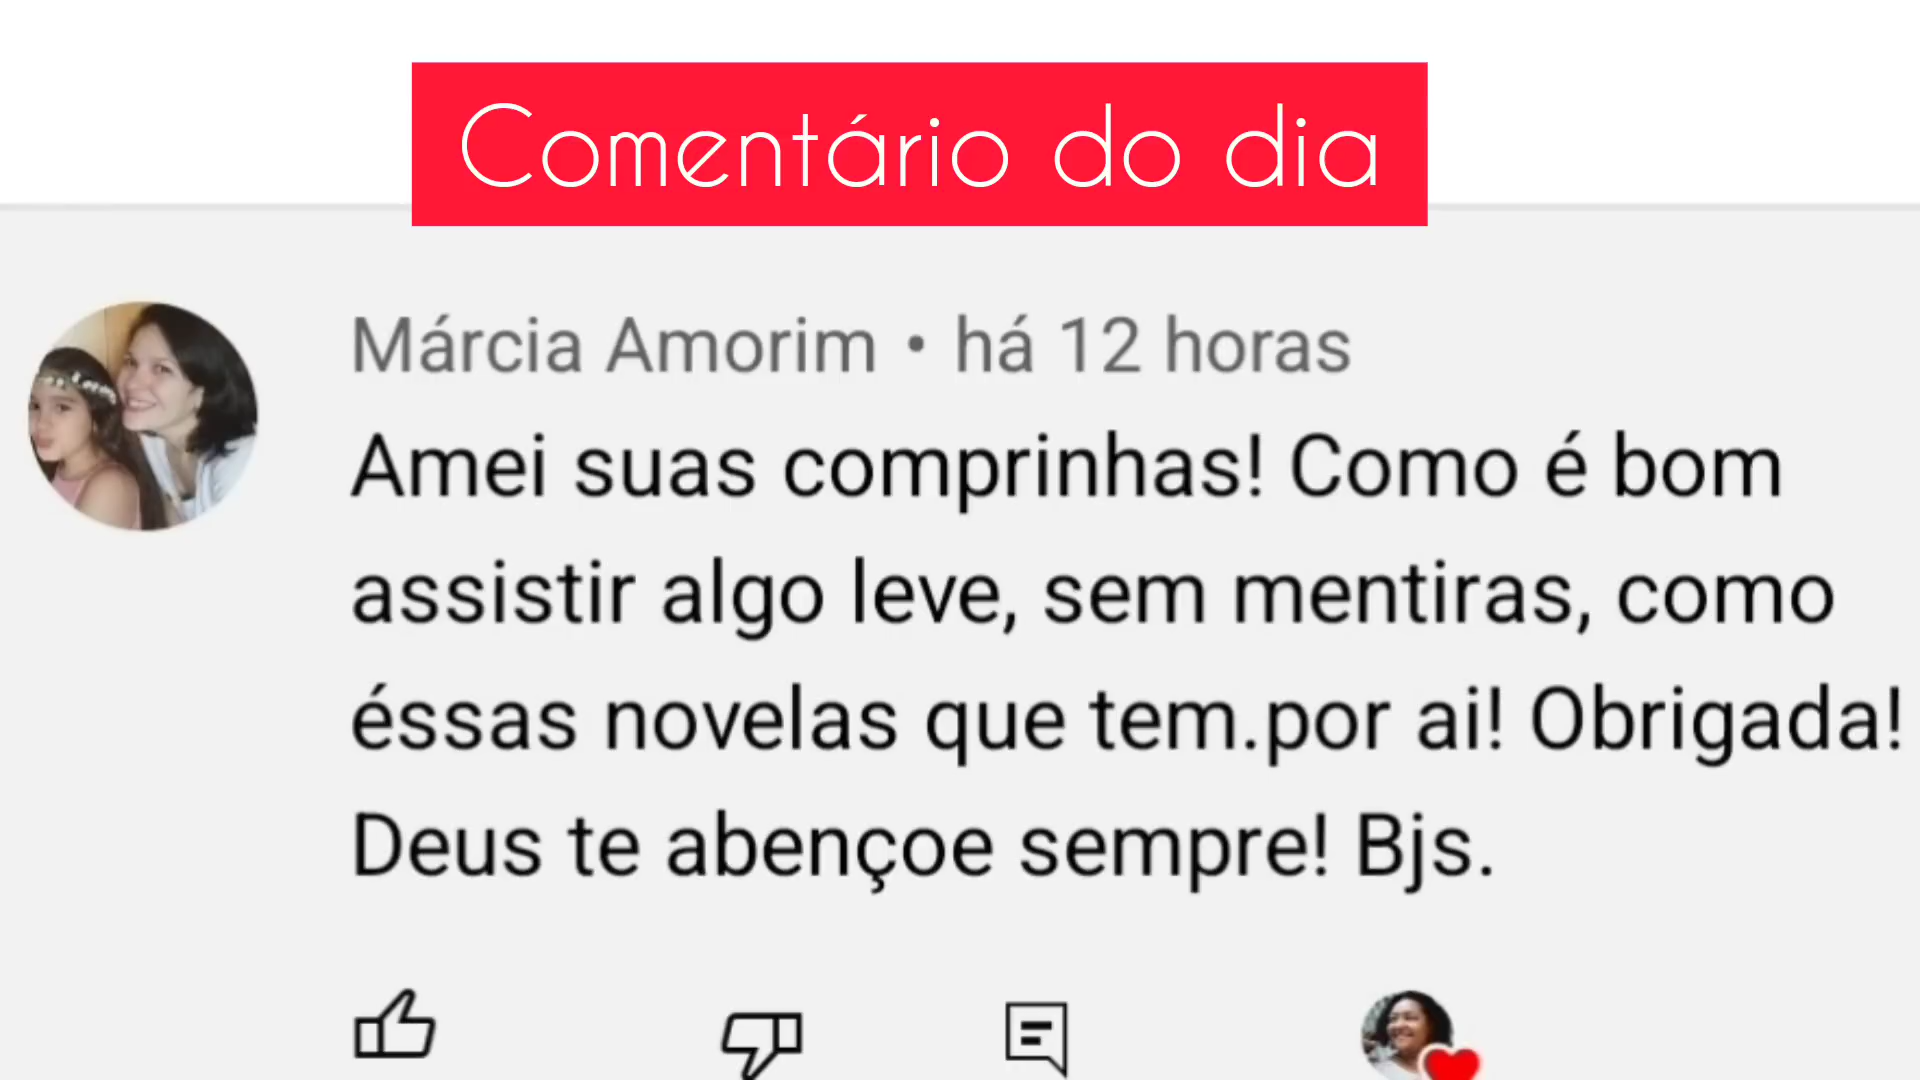 Comentário do dia
Márcia Amorim • há 12 horas
Amei suas comprinhas! Como é bom
assistir algo leve, sem mentiras, como
éssas novelas que tem.por ai! Obrigada!
Deus te abençoe sempre! Bjs.